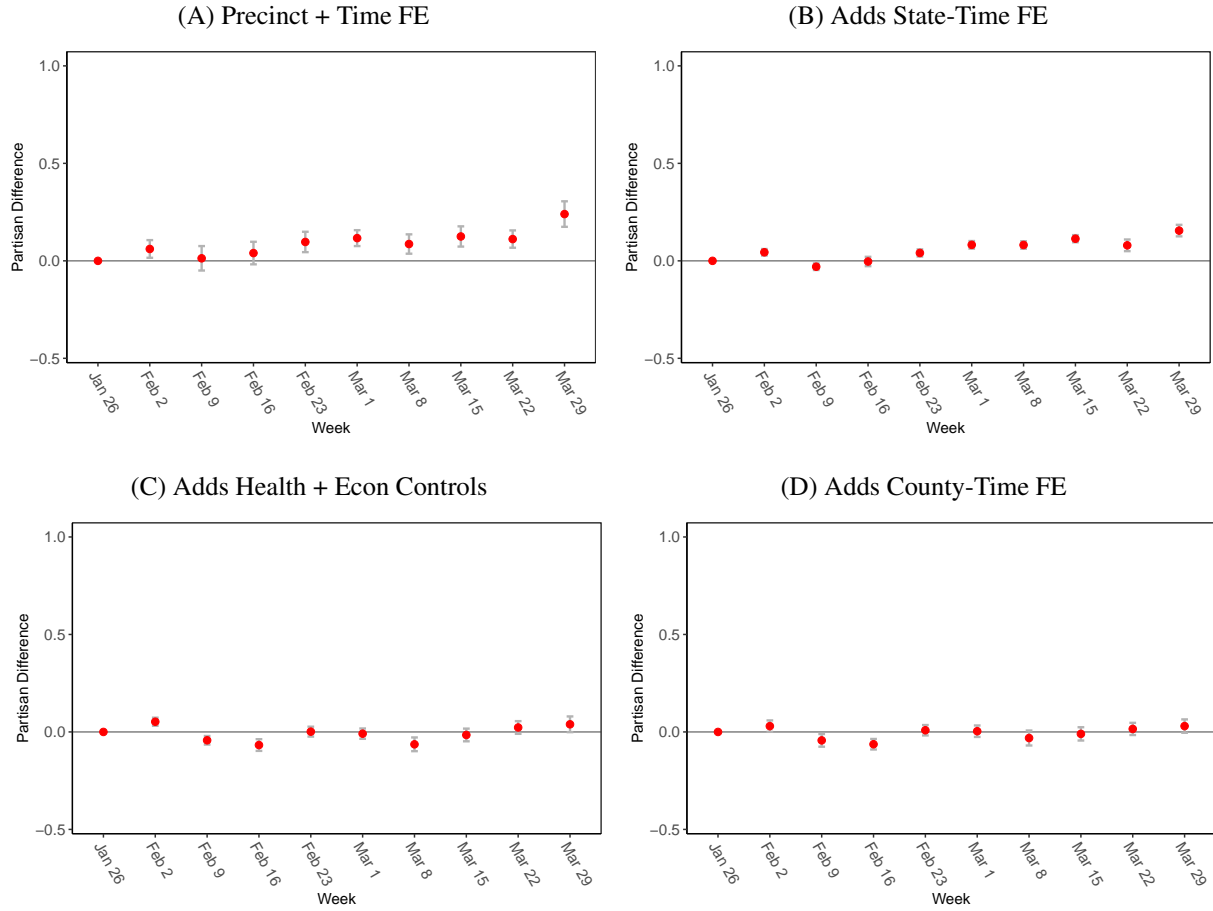 (A) Precinct + Time FE
Partisan Difference
1.0
0.5
0.0
−0.5
Jan 26
Feb 2
Feb 9
Feb 16
Feb 23
Mar 1
Mar 8
Mar 15
Mar 22
Mar 29
Week
(B) Adds State-Time FE
Partisan Difference
1.0
0.5
0.0
−0.5
Jan 26
Feb 2
Feb 9
Feb 16
Feb 23
Mar 1
Mar 8
Mar 15
Mar 22
Mar 29
Week
(C) Adds Health + Econ Controls
Partisan Difference
1.0
0.5
0.0
−0.5
Jan 26
Feb 2
Feb 9
Feb 16
Feb 23
Mar 1
Mar 8
Mar 15
Mar 22
Mar 29
Week
(D) Adds County-Time FE
Partisan Difference
1.0
0.5
0.0
−0.5
Jan 26
Feb 2
Feb 9
Feb 16
Feb 23
Mar 1
Mar 8
Mar 15
Mar 22
Mar 29
Week